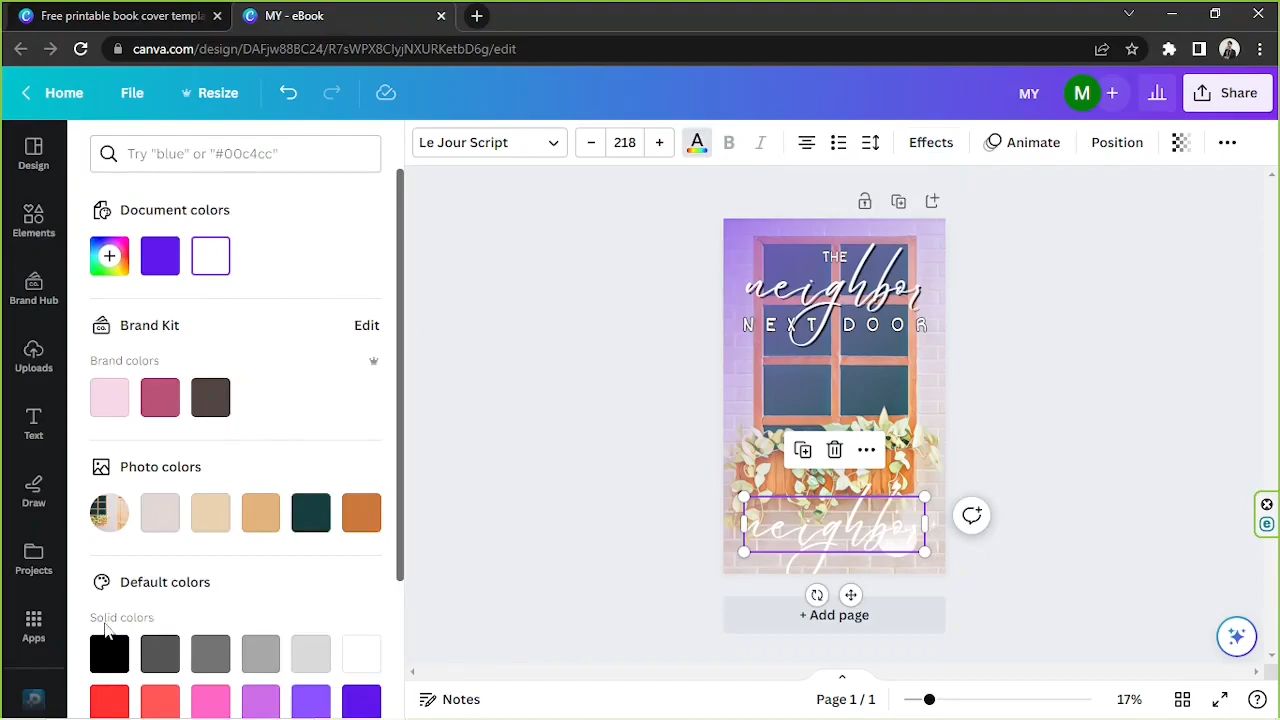 Free printable book cover templa
MY - eBook
canva.com/design/DAFjw88BC24/R7sWPX8CIyjNXURKetbD6g/edit
Home
File
Resize
MY
M
Share
Design
Elements
Brand Hub
Uploads
Text
Draw
Projects
Apps
Try "blue" or "#00c4cc"
Document colors
Brand Kit
Edit
Brand colors
Photo colors
Default colors
Solid colors
Le Jour Script
218
A
B
I
Effects
Animate
Position
THE
neighbor
NEXT DOOR
neighbor
+ Add page
Notes
Page 1 / 1
17%